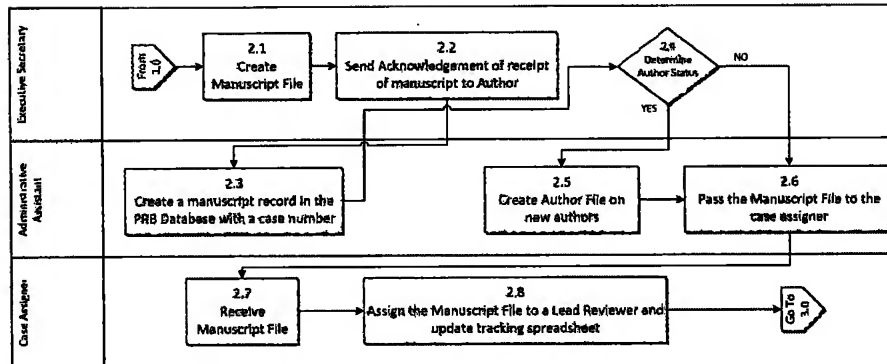 Executive Secretary
From
1.0
2.1
Create
Manuscript File
2.2
Send Acknowledgement of receipt
of manuscript to Author
2.4
Determine
Author Status
NO
YES
Administrative
Assistant
2.3
Create a manuscript record in the
PRB Database with a case number
2.5
Create Author File on
new authors
2.6
Pass the Manuscript File to the
case assigner
Case Assigner
2.7
Receive
Manuscript File
2.8
Assign the Manuscript File to a Lead Reviewer and
update tracking spreadsheet
Go To
3.0